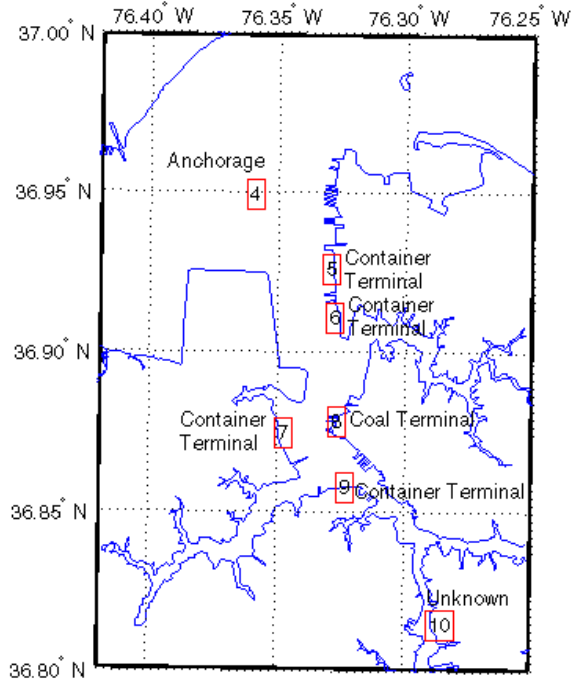 76.40° W 76.35° W 76.30° W 76.25° W
37.00° N
Anchorage
36.95° N
4
5 Container
Terminal
6 Container
Terminal
36.90° N
Container
Terminal
7
8 Coal Terminal
9 Container Terminal
36.85° N
Unknown
10
36.80° N